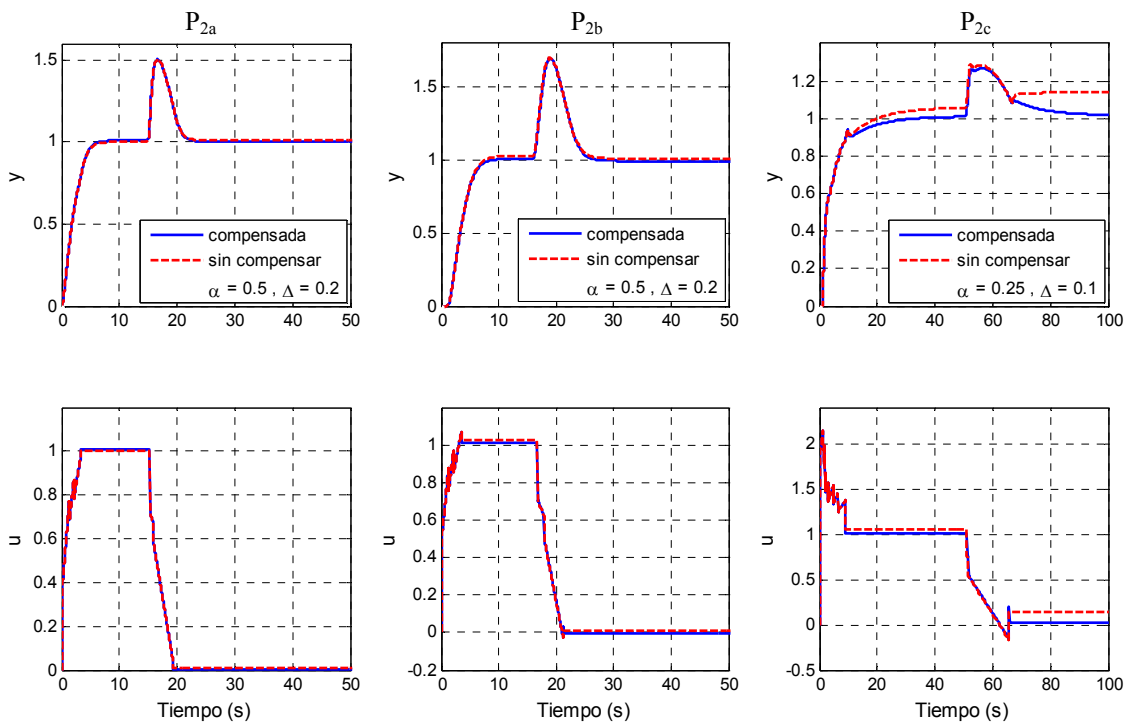 P2a
P2b
P2c
1.5
1
0.5
0
y
compensada
sin compensar
α = 0.5 , Δ = 0.2
0 10 20 30 40 50
1.5
1
0.5
0
y
compensada
sin compensar
α = 0.5 , Δ = 0.2
0 10 20 30 40 50
1.2
1
0.8
0.6
0.4
0.2
0
y
compensada
sin compensar
α = 0.25 , Δ = 0.1
0 20 40 60 80 100
1.2
1
0.8
0.6
0.4
0.2
0
u
0 10 20 30 40 50
Tiempo (s)
1.2
1
0.8
0.6
0.4
0.2
0
-0.2
u
0 10 20 30 40 50
Tiempo (s)
2
1.5
1
0.5
0
-0.5
u
0 20 40 60 80 100
Tiempo (s)